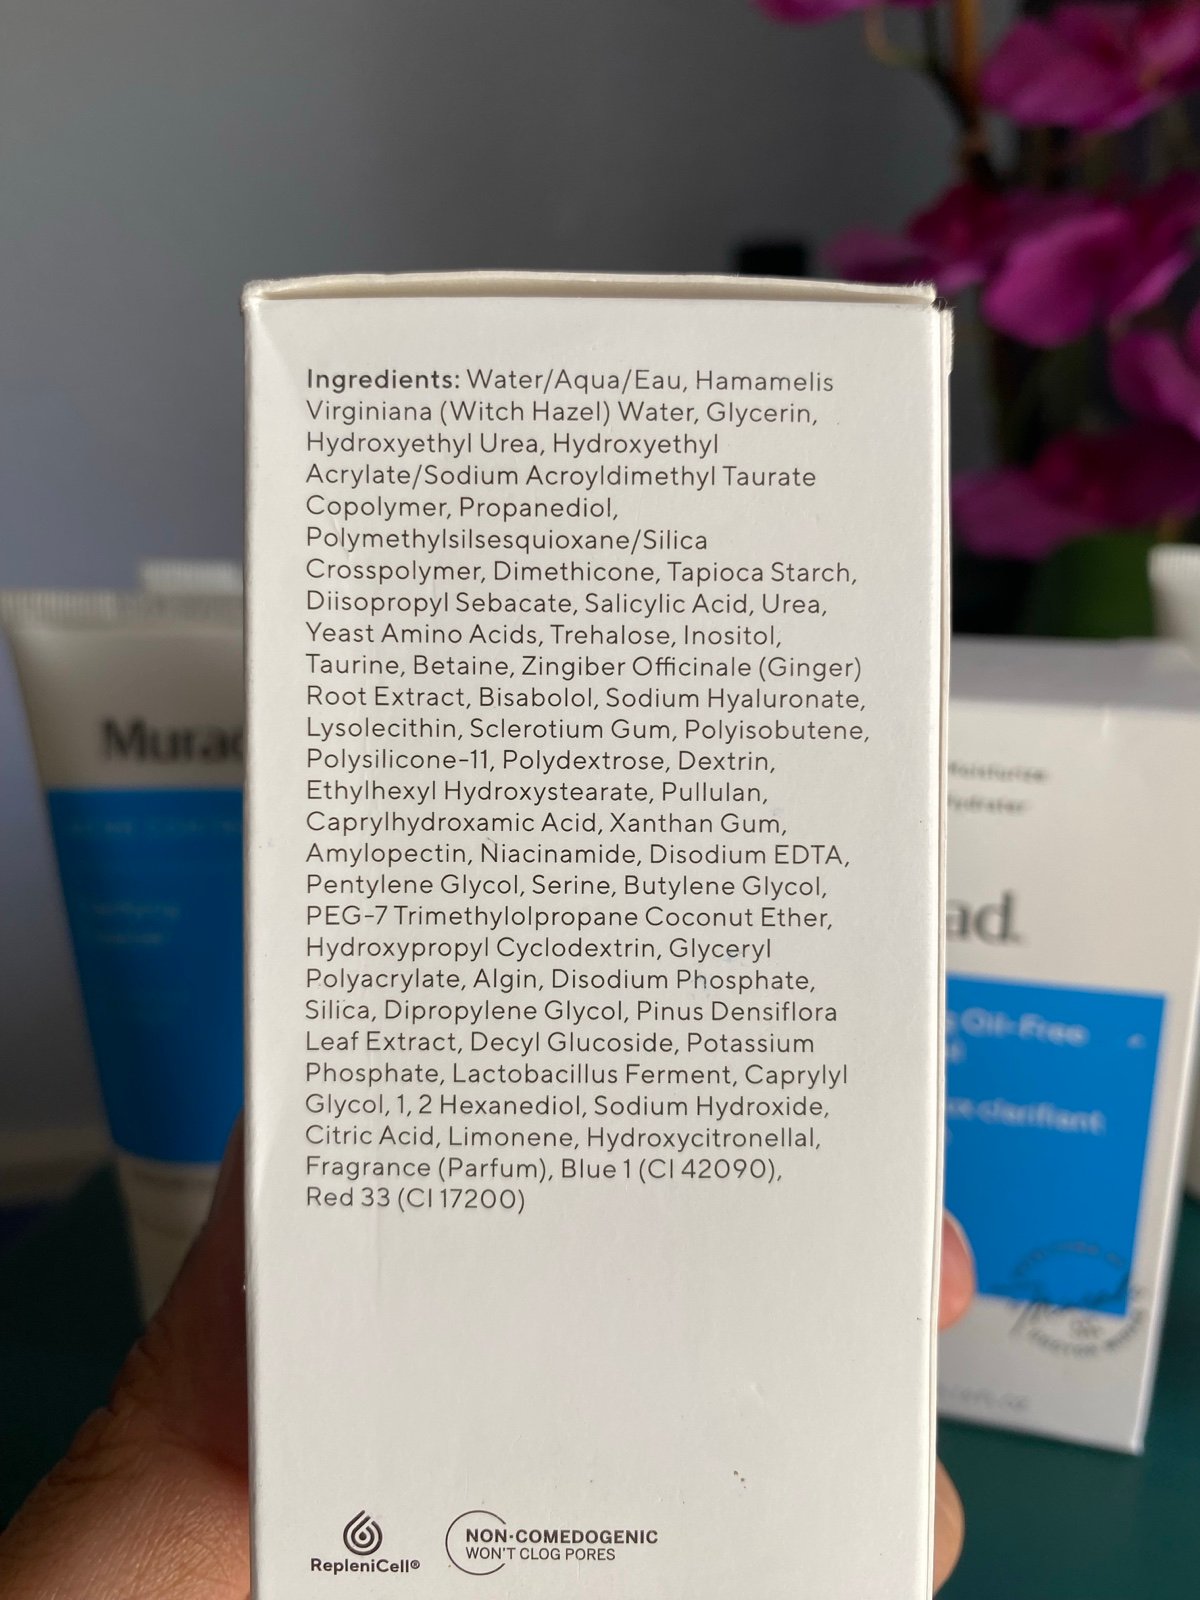 Ingredients: Water/Aqua/Eau, Hamamelis
Virginiana (Witch Hazel) Water, Glycerin,
Hydroxyethyl Urea, Hydroxyethyl
Acrylate/Sodium Acroyldimethyl Taurate
Copolymer, Propanediol,
Polymethylsilsesquioxane/Silica
Crosspolymer, Dimethicone, Tapioca Starch,
Diisopropyl Sebacate, Salicylic Acid, Urea,
Yeast Amino Acids, Trehalose, Inositol,
Taurine, Betaine, Zingiber Officinale (Ginger)
Root Extract, Bisabolol, Sodium Hyaluronate,
Lysolecithin, Sclerotium Gum, Polyisobutene,
Polysilicone-11, Polydextrose, Dextrin,
Ethylhexyl Hydroxystearate, Pullulan,
Caprylhydroxamic Acid, Xanthan Gum,
Amylopectin, Niacinamide, Disodium EDTA,
Pentylene Glycol, Serine, Butylene Glycol,
PEG-7 Trimethylolpropane Coconut Ether,
Hydroxypropyl Cyclodextrin, Glyceryl
Polyacrylate, Algin, Disodium Phosphate,
Silica, Dipropylene Glycol, Pinus Densiflora
Leaf Extract, Decyl Glucoside, Potassium
Phosphate, Lactobacillus Ferment, Caprylyl
Glycol, 1, 2 Hexanediol, Sodium Hydroxide,
Citric Acid, Limonene, Hydroxycitronellal,
Fragrance (Parfum), Blue 1 (CI 42090),
Red 33 (CI 17200)
RepleniCell®
NON-COMEDOGENIC
WON'T CLOG PORES
Murad
ad.
Oil-Free
clarifiant